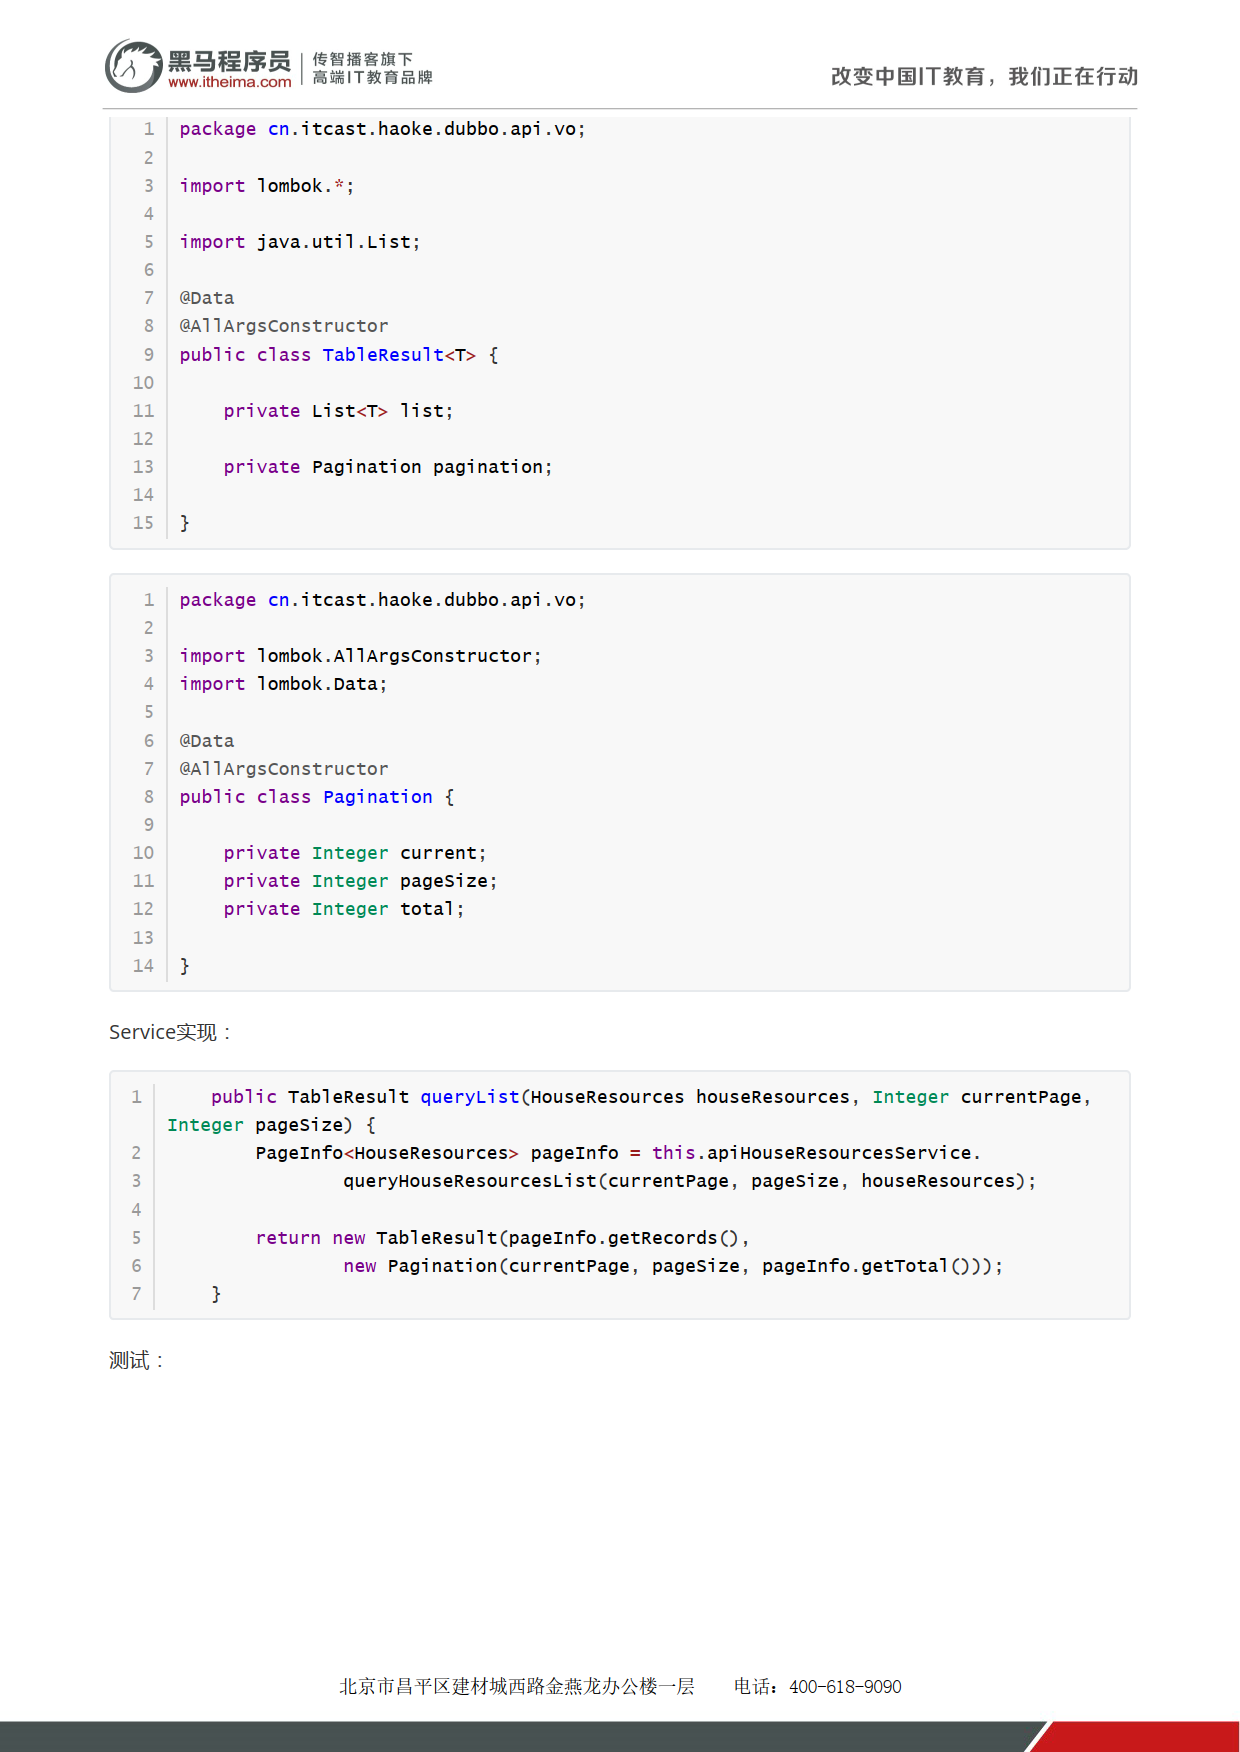 黑马程序员
www.itheima.com
传智播客旗下
高端IT教育品牌
改变中国IT教育，我们正在行动
1 package cn.itcast.haoke.dubbo.api.vo;
2
3 import lombok.*;
4
5 import java.util.List;
6
7 @Data
8 @AllArgsConstructor
9 public class TableResult<T> {
10
11     private List<T> list;
12
13     private Pagination pagination;
14
15 }
1 package cn.itcast.haoke.dubbo.api.vo;
2
3 import lombok.AllArgsConstructor;
4 import lombok.Data;
5
6 @Data
7 @AllArgsConstructor
8 public class Pagination {
9
10     private Integer current;
11     private Integer pageSize;
12     private Integer total;
13
14 }
Service实现：
1     public TableResult queryList(HouseResources houseResources, Integer currentPage,
Integer pageSize) {
2         PageInfo<HouseResources> pageInfo = this.apiHouseResourcesService.
3                 queryHouseResourcesList(currentPage, pageSize, houseResources);
4
5         return new TableResult(pageInfo.getRecords(),
6                 new Pagination(currentPage, pageSize, pageInfo.getTotal()));
7     }
测试：
北京市昌平区建材城西路金燕龙办公楼一层 电话：400-618-9090